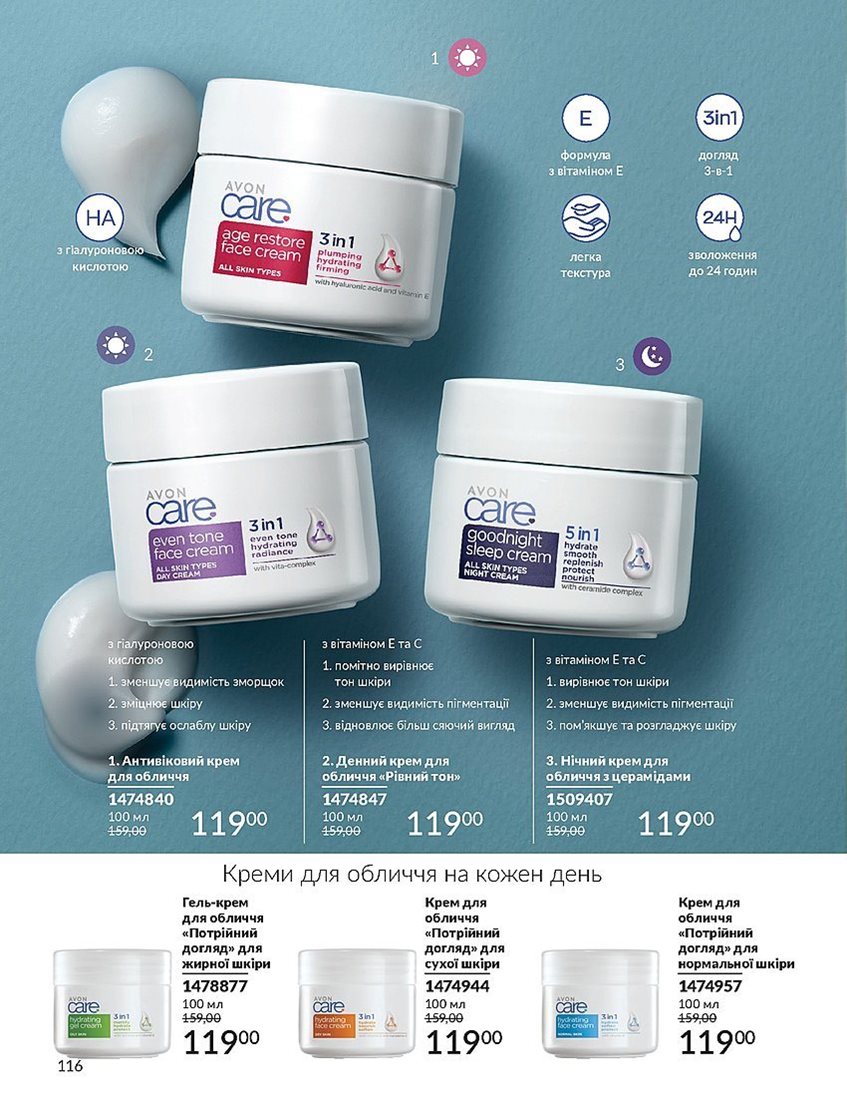 1
E
формула
з вітаміном Е
3in1
догляд
3-в-1
HA
з гіалуроновою
кислотою
легка
текстура
24H
зволоження
до 24 годин
AVON
care
age restore
face cream
ALL SKIN TYPES
3 in 1
plumping
hydrating
firming
with hyaluronic acid and vitamin E
2
3
AVON
care
even tone
face cream
ALL SKIN TYPES
DAY CREAM
3 in 1
even tone
hydrating
radiance
with vita-complex
AVON
care
goodnight
sleep cream
ALL SKIN TYPES
NIGHT CREAM
5 in 1
hydrate
smooth
replenish
protect
nourish
with ceramide complex
з гіалуроновою
кислотою
1. зменшує видимість зморщок
2. зміцнює шкіру
3. підтягує ослаблу шкіру
1. Антивіковий крем
для обличчя
1474840
100 мл
159,00
11900
з вітаміном Е та С
1. помітно вирівнює
тон шкіри
2. зменшує видимість пігментації
3. відновлює більш сяючий вигляд
2. Денний крем для
обличчя «Рівний тон»
1474847
100 мл
159,00
11900
з вітаміном Е та С
1. вирівнює тон шкіри
2. зменшує видимість пігментації
3. пом'якшує та розгладжує шкіру
3. Нічний крем для
обличчя з церамідами
1509407
100 мл
159,00
11900
Креми для обличчя на кожен день
Гель-крем
для обличчя
«Потрійний
догляд» для
жирної шкіри
1478877
100 мл
159,00
11900
AVON
care
hydrating
gel cream
OILY SKIN
3 in 1
Крем для
обличчя
«Потрійний
догляд» для
сухої шкіри
1474944
100 мл
159,00
11900
AVON
care
hydrating
face cream
DRY SKIN
3 in 1
Крем для
обличчя
«Потрійний
догляд» для
нормальної шкіри
1474957
100 мл
159,00
11900
AVON
care
hydrating
face cream
NORMAL SKIN
3 in 1
116